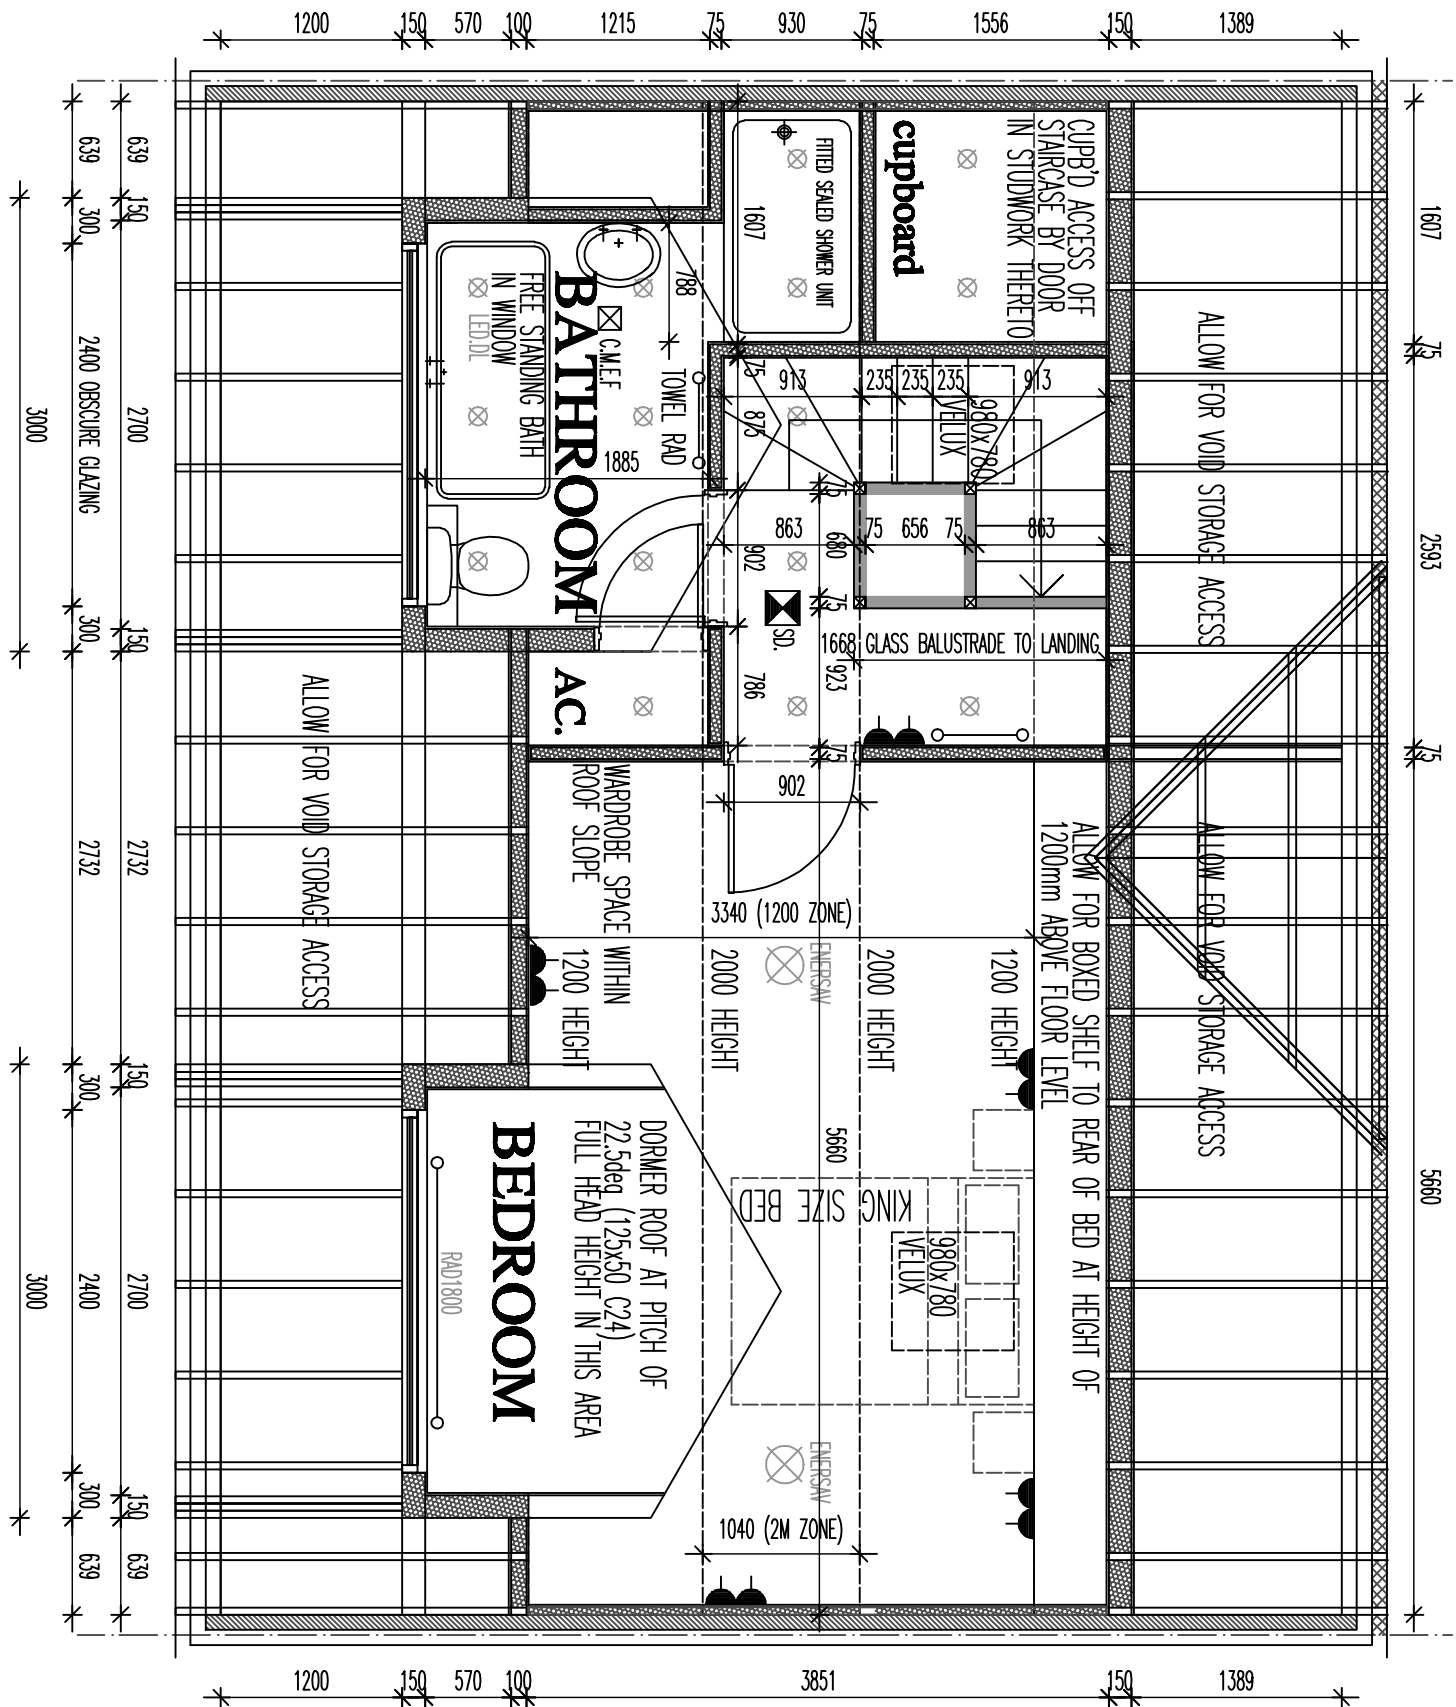 1200
150
570
100
1215
75
930
75
1556
150
1389
639
300
2400 OBSCURE GLAZING
300
2732
300
2400
300
639
3000
3000
639
150
2700
150
2732
150
2700
150
639
1607
75
2593
75
5660
CUPB'D ACCESS OFF
STAIRCASE BY DOOR
IN STUDWORK THERETO
cupboard
FITTED SEALED SHOWER UNIT
1607
788
BATHROOM
FREE STANDING BATH
IN WINDOW
LED.DL
C.M.E.F
TOWEL RAD
1885
75
913
235
235
235
913
875
980x780
VELUX
75
863
680
75
656
75
863
902
75
SD.
1668 GLASS BALUSTRADE TO LANDING
923
786
AC.
75
902
ALLOW FOR VOID STORAGE ACCESS
ALLOW FOR VOID STORAGE ACCESS
ALLOW FOR VOID STORAGE ACCESS
WARDROBE SPACE WITHIN
ROOF SLOPE
ALLOW FOR BOXED SHELF TO REAR OF BED AT HEIGHT OF
1200mm ABOVE FLOOR LEVEL
3340 (1200 ZONE)
1200 HEIGHT
2000 HEIGHT
2000 HEIGHT
1200 HEIGHT
ENERSAV
5660
KING SIZE BED
980x780
VELUX
DORMER ROOF AT PITCH OF
22.5deg (125x50 C24)
FULL HEAD HEIGHT IN THIS AREA
BEDROOM
RAD1800
ENERSAV
1040 (2M ZONE)
1200
150
570
100
3851
150
1389